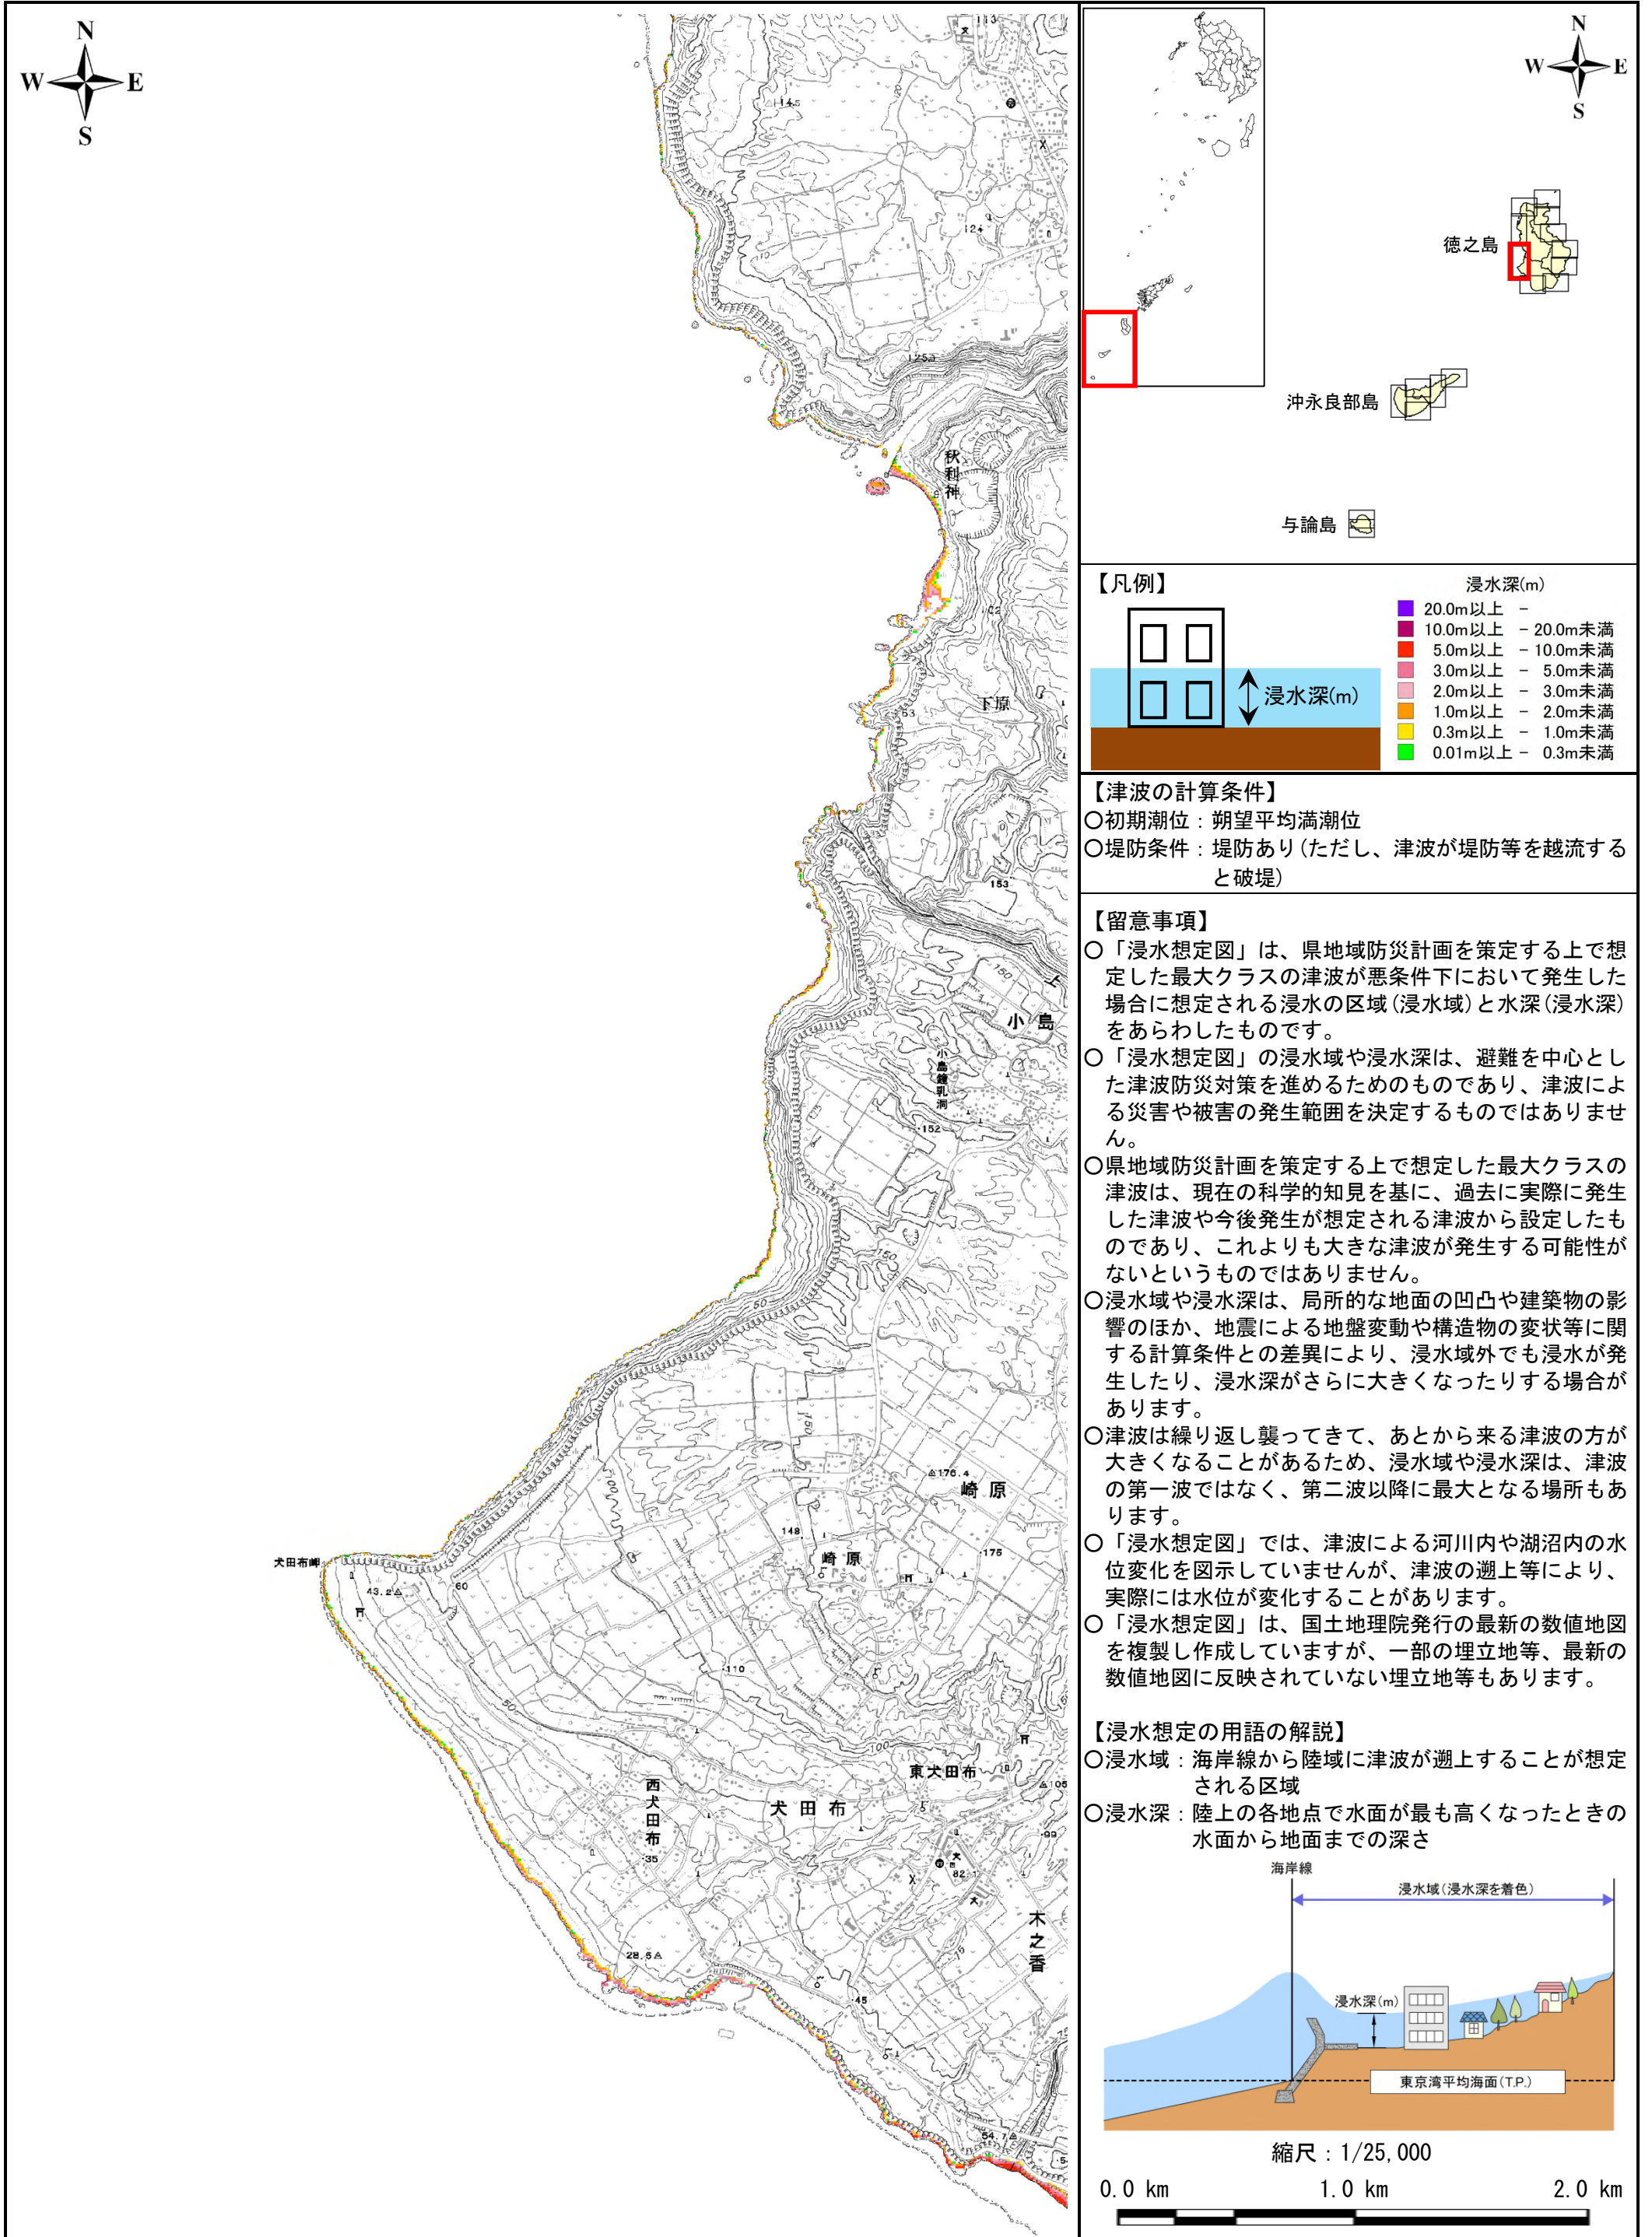 N
W E
S
113
114.5
124
125.3
秋利神
102
63
下原
153
150
上
小島
小島鐘乳洞
175
152
150
50
150
100
176.4
崎原
148
崎原
175
犬田布岬
43.2
60
110
50
100
東犬田布
106
西犬田布
犬田布
35
99
82.1
木之香
75
28.5
45
54.7
N
W E
S
徳之島
沖永良部島
与論島
【凡例】
浸水深(m)
浸水深(m)
20.0m以上 －
10.0m以上 － 20.0m未満
5.0m以上 － 10.0m未満
3.0m以上 － 5.0m未満
2.0m以上 － 3.0m未満
1.0m以上 － 2.0m未満
0.3m以上 － 1.0m未満
0.01m以上 － 0.3m未満
【津波の計算条件】
○初期潮位：朔望平均満潮位
○堤防条件：堤防あり(ただし、津波が堤防等を越流する
と破堤)
【留意事項】
○「浸水想定図」は、県地域防災計画を策定する上で想
定した最大クラスの津波が悪条件下において発生した
場合に想定される浸水の区域(浸水域)と水深(浸水深)
をあらわしたものです。
○「浸水想定図」の浸水域や浸水深は、避難を中心とし
た津波防災対策を進めるためのものであり、津波によ
る災害や被害の発生範囲を決定するものではありませ
ん。
○県地域防災計画を策定する上で想定した最大クラスの
津波は、現在の科学的知見を基に、過去に実際に発生
した津波や今後発生が想定される津波から設定したも
のであり、これよりも大きな津波が発生する可能性が
ないというものではありません。
○浸水域や浸水深は、局所的な地面の凹凸や建築物の影
響のほか、地震による地盤変動や構造物の変状等に関
する計算条件との差異により、浸水域外でも浸水が発
生したり、浸水深がさらに大きくなったりする場合が
あります。
○津波は繰り返し襲ってきて、あとから来る津波の方が
大きくなることがあるため、浸水域や浸水深は、津波
の第一波ではなく、第二波以降に最大となる場所もあ
ります。
○「浸水想定図」では、津波による河川内や湖沼内の水
位変化を図示していませんが、津波の遡上等により、
実際には水位が変化することがあります。
○「浸水想定図」は、国土地理院発行の最新の数値地図
を複製し作成していますが、一部の埋立地等、最新の
数値地図に反映されていない埋立地等もあります。
【浸水想定の用語の解説】
○浸水域：海岸線から陸域に津波が遡上することが想定
される区域
○浸水深：陸上の各地点で水面が最も高くなったときの
水面から地面までの深さ
海岸線
浸水域(浸水深を着色)
浸水深(m)
東京湾平均海面(T.P.)
縮尺：1/25,000
0.0 km 1.0 km 2.0 km